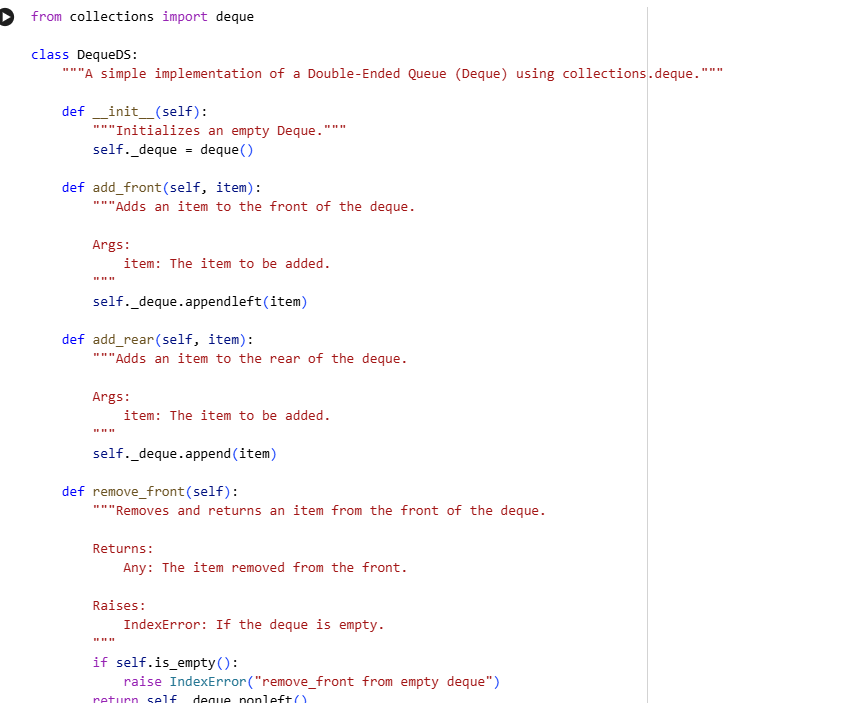 from collections import deque
class DequeDS:
"""A simple implementation of a Double-Ended Queue (Deque) using collections.deque."""
def __init__(self):
"""Initializes an empty Deque."""
self._deque = deque()
def add_front(self, item):
"""Adds an item to the front of the deque.
Args:
item: The item to be added.
"""
self._deque.appendleft(item)
def add_rear(self, item):
"""Adds an item to the rear of the deque.
Args:
item: The item to be added.
"""
self._deque.append(item)
def remove_front(self):
"""Removes and returns an item from the front of the deque.
Returns:
Any: The item removed from the front.
Raises:
IndexError: If the deque is empty.
"""
if self.is_empty():
raise IndexError("remove_front from empty deque")
return self._deque.popleft()